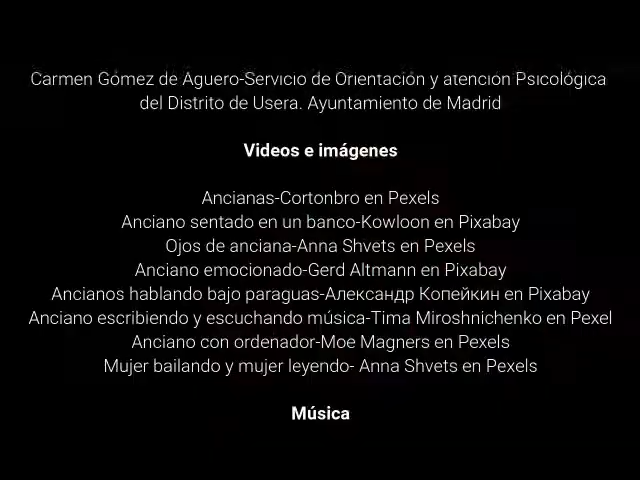 Carmen Gómez de Aguero-Servicio de Orientación y atención Psicológica
del Distrito de Usera. Ayuntamiento de Madrid
Videos e imágenes
Ancianas-Cortonbro en Pexels
Anciano sentado en un banco-Kowloon en Pixabay
Ojos de anciana-Anna Shvets en Pexels
Anciano emocionado-Gerd Altmann en Pixabay
Ancianos hablando bajo paraguas-Александр Копейкин en Pixabay
Anciano escribiendo y escuchando música-Tima Miroshnichenko en Pexel
Anciano con ordenador-Moe Magners en Pexels
Mujer bailando y mujer leyendo- Anna Shvets en Pexels
Música